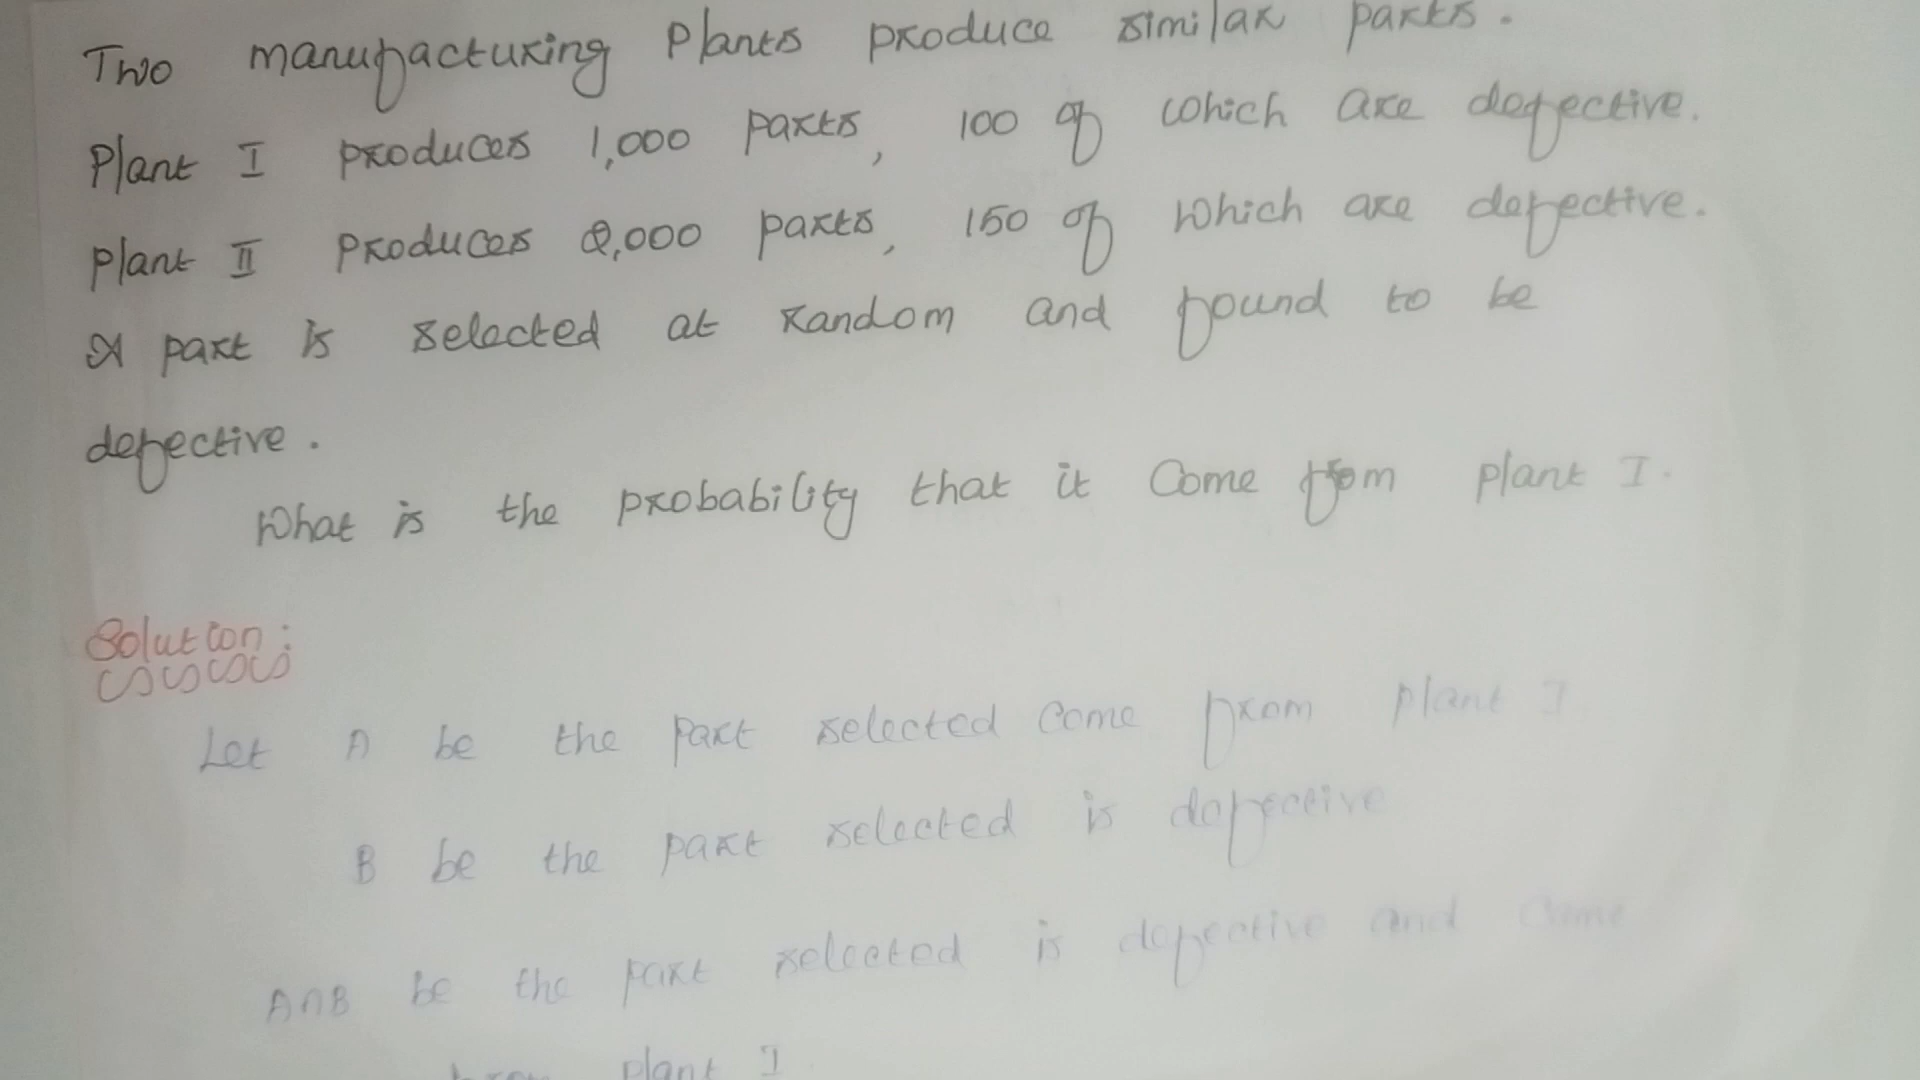 Two manufacturing Plants produce similar parts.
Plant I produces 1,000 parts, 100 of which are defective.
Plant II produces 2,000 parts, 150 of which are defective.
A part is selected at random and found to be
defective.
What is the probability that it Come from plant I.
Solution:
Let A be the part selected Come from plant I
B be the part selected is defective
A∩B be the part selected is defective and Come
from plant I